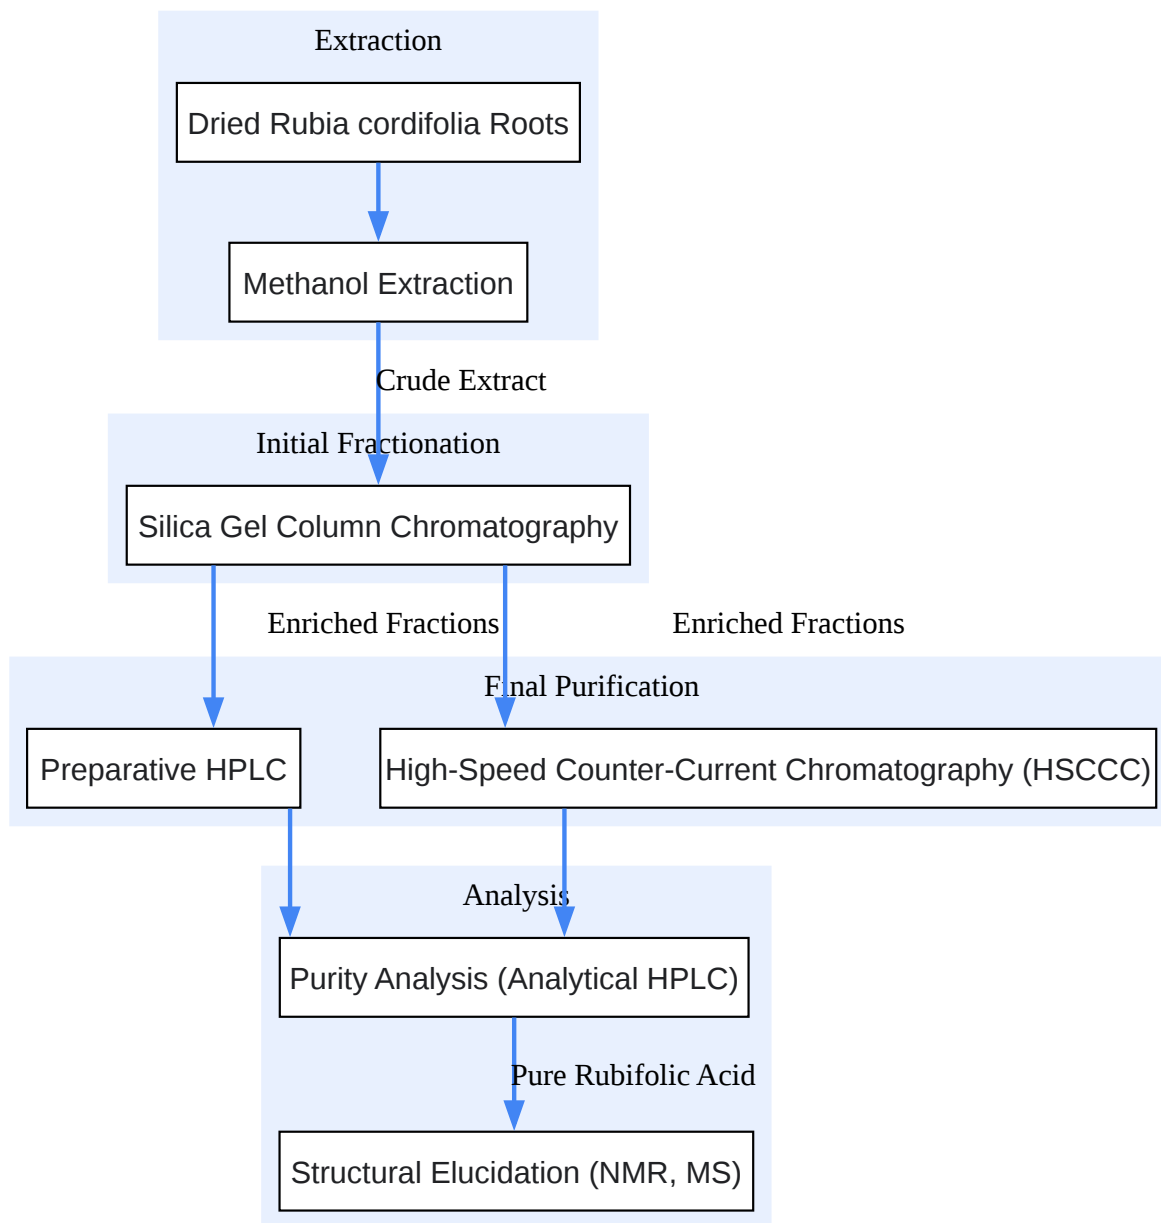 Extraction
Dried Rubia cordifolia Roots
Methanol Extraction
Crude Extract
Initial Fractionation
Silica Gel Column Chromatography
Enriched Fractions
Enriched Fractions
Final Purification
Preparative HPLC
High-Speed Counter-Current Chromatography (HSCCC)
Analysis
Purity Analysis (Analytical HPLC)
Pure Rubifolic Acid
Structural Elucidation (NMR, MS)